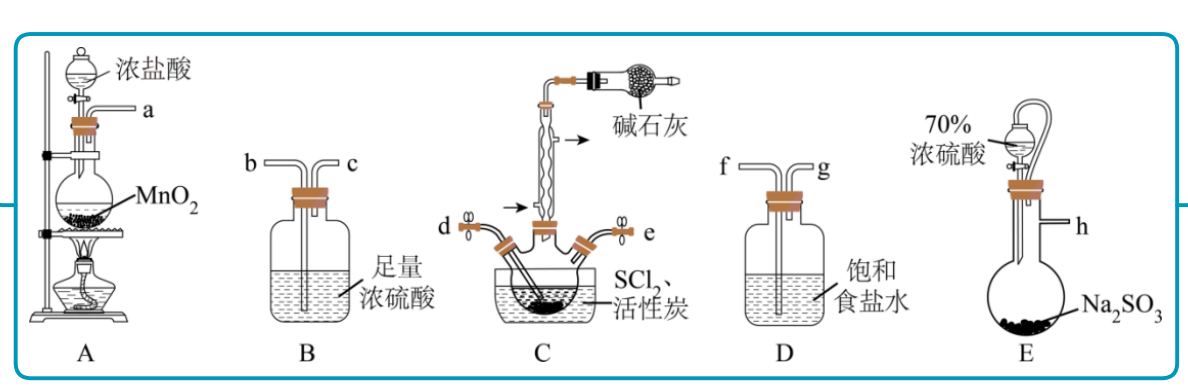 浓盐酸
a
MnO₂
A
b
c
足量
浓硫酸
B
碱石灰
d
e
SCl₂、
活性炭
C
f
g
饱和
食盐水
D
70%
浓硫酸
h
Na₂SO₃
E